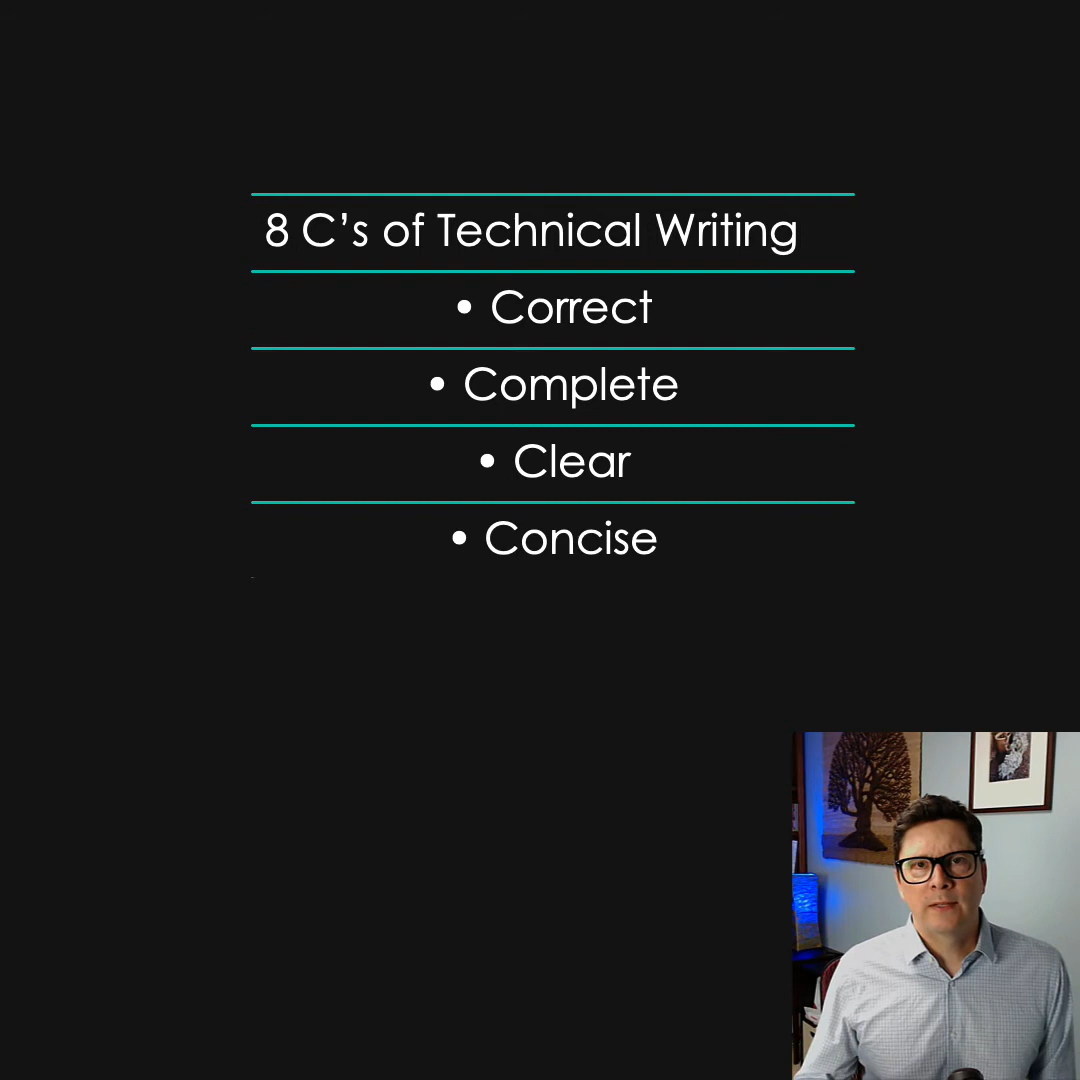 8 C’s of Technical Writing
• Correct
• Complete
• Clear
• Concise